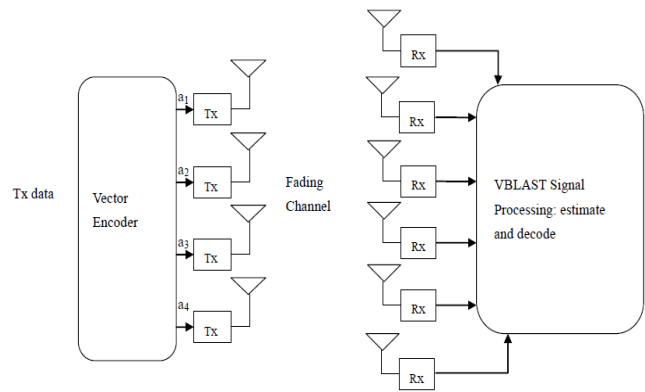 Tx data
Vector
Encoder
a1
Tx
a2
Tx
a3
Tx
a4
Tx
Fading
Channel
Rx
Rx
Rx
Rx
Rx
Rx
VBLAST Signal
Processing: estimate
and decode